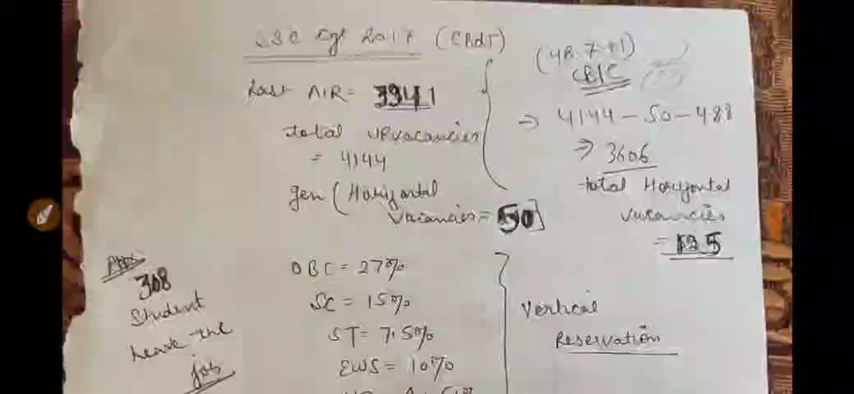 SSC Cgl 2017 (CBDT)
Last AIR = 3341
total UR vacancies
= 4144
gen (Horizontal
Vacancies = 50]
(48.7+1)
CBIC
⇒ 4144 - 50 - 488
⇒ 3606
total Horizontal
vacancies
= 125
308
Student
leave the
job
OBC = 27%
SC = 15%
ST = 7.5%
EWS = 10%
Vertical
Reservation